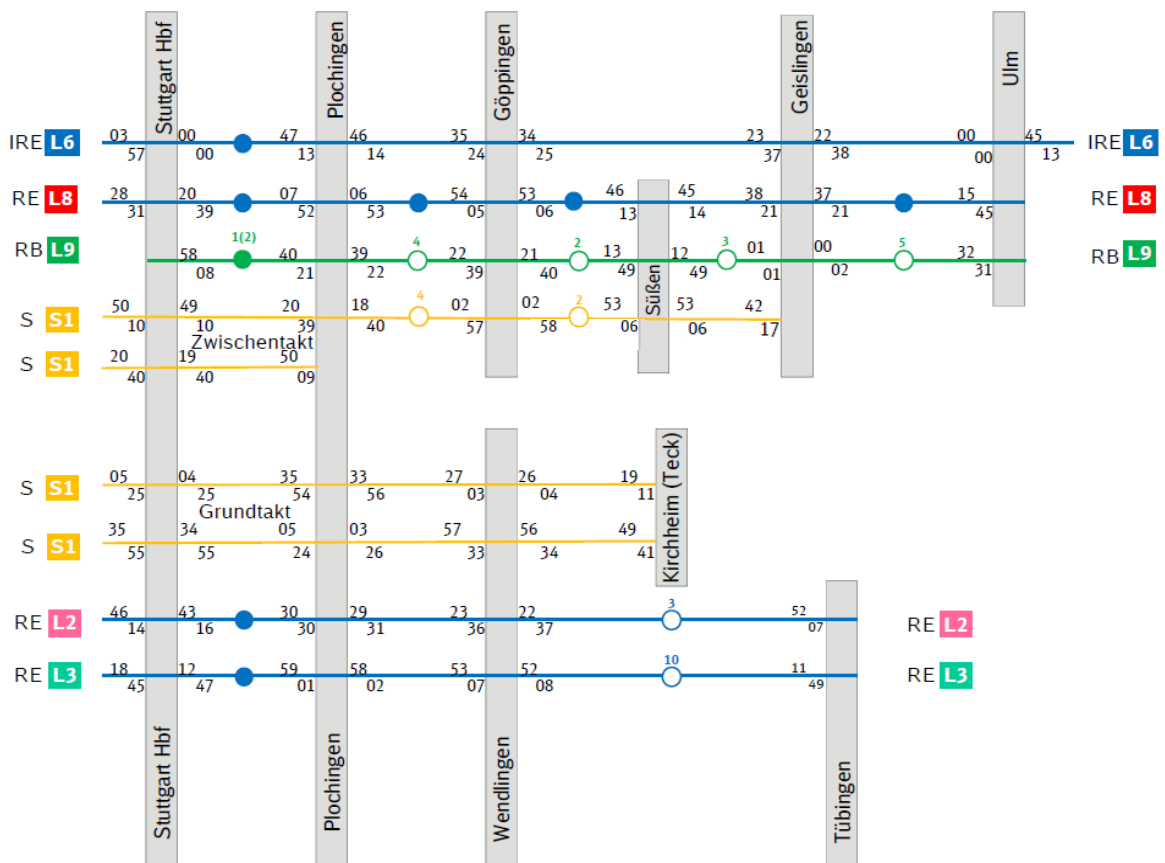 Stuttgart Hbf
Plochingen
Göppingen
Geislingen
Ulm
03 00 47 46 35 34 23 22 00 45
IRE L6 IRE L6
57 00 13 14 24 25 37 38 00 13
28 20 07 06 54 53 46 45 38 37 15
RE L8 RE L8
31 39 52 53 05 06 13 14 21 21 45
1(2) 4 2 3 5
58 40 39 22 21 13 12 01 00 32
RB L9 RB L9
08 21 22 39 40 49 49 01 02 31
Süßen
4 2
50 49 20 18 02 02 53 53 42
S S1
10 10 39 40 57 58 06 06 17
Zwischentakt
20 19 50
S S1
40 40 09
Kirchheim (Teck)
05 04 35 33 27 26 19
S S1
25 25 54 56 03 04 11
Grundtakt
35 34 05 03 57 56 49
S S1
55 55 24 26 33 34 41
3
46 43 30 29 23 22 52
RE L2 RE L2
14 16 30 31 36 37 07
10
18 12 59 58 53 52 11
RE L3 RE L3
45 47 01 02 07 08 49
Stuttgart Hbf
Plochingen
Wendlingen
Tübingen